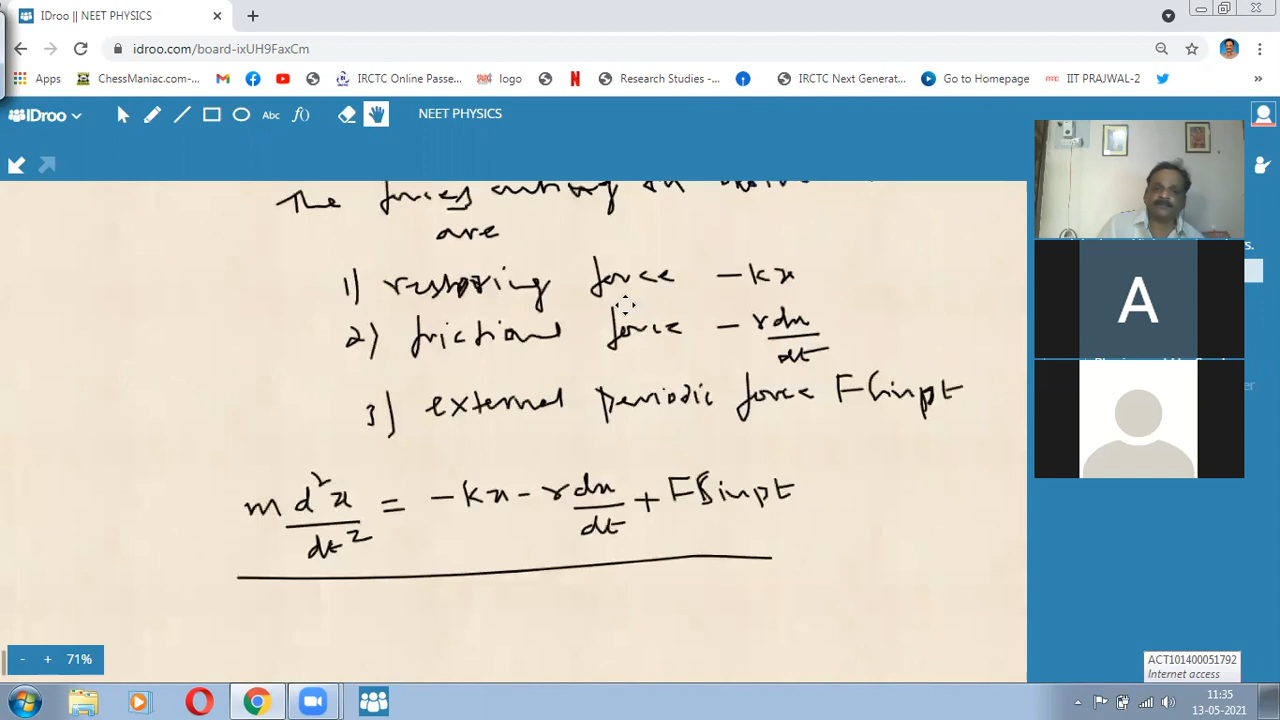 IDroo || NEET PHYSICS
idroo.com/board-ixUH9FaxCm
Apps ChessManiac.com-... IRCTC Online Passe... logo Research Studies -... IRCTC Next Generat... Go to Homepage IIT PRAJWAL-2 »
IDroo Abc f() NEET PHYSICS
The forces acting
are
1) restoring force -kx
2) frictional force - r dx/dt
3) external periodic force F Sinpt
m d²x/dt² = -kx - r dx/dt + F Sinpt
A
- + 71%
ACT101400051792
Internet access
11:35
13-05-2021